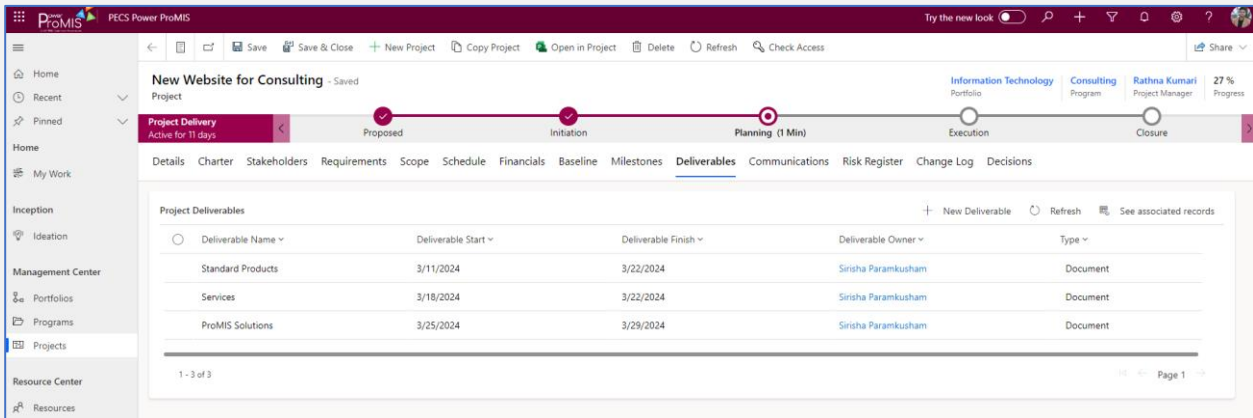 Power ProMIS PECS Power ProMIS Try the new look
Save Save & Close New Project Copy Project Open in Project Delete Refresh Check Access Share
Home
Recent
Pinned
Home
My Work
Inception
Ideation
Management Center
Portfolios
Programs
Projects
Resource Center
Resources
New Website for Consulting - Saved
Project
Information Technology Consulting Rathna Kumari 27 %
Portfolio Program Project Manager Progress
Project Delivery
Active for 11 days
Proposed Initiation Planning (1 Min) Execution Closure
Details Charter Stakeholders Requirements Scope Schedule Financials Baseline Milestones Deliverables Communications Risk Register Change Log Decisions
Project Deliverables New Deliverable Refresh See associated records
Deliverable Name Deliverable Start Deliverable Finish Deliverable Owner Type
Standard Products 3/11/2024 3/22/2024 Sirisha Paramkusham Document
Services 3/18/2024 3/22/2024 Sirisha Paramkusham Document
ProMIS Solutions 3/25/2024 3/29/2024 Sirisha Paramkusham Document
1 - 3 of 3 Page 1